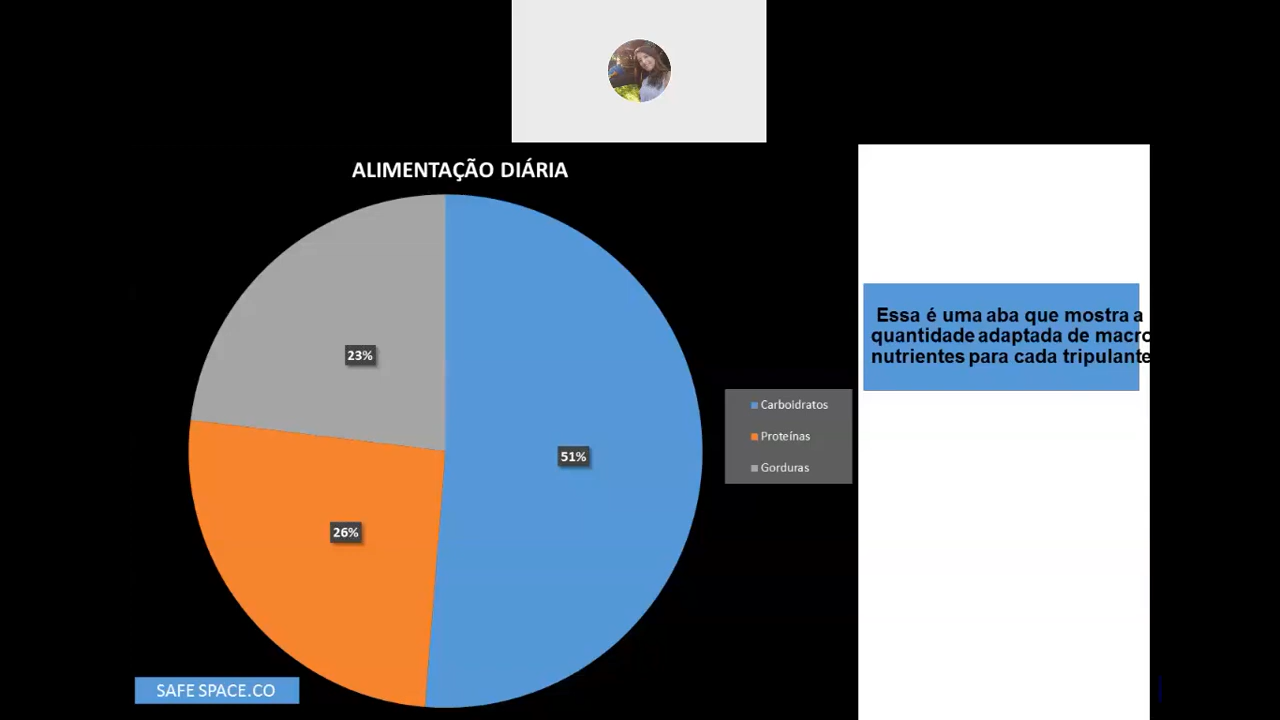 ALIMENTAÇÃO DIÁRIA
23%
51%
26%
Carboidratos
Proteínas
Gorduras
Essa é uma aba que mostra a
quantidade adaptada de macro
nutrientes para cada tripulante
SAFE SPACE.CO